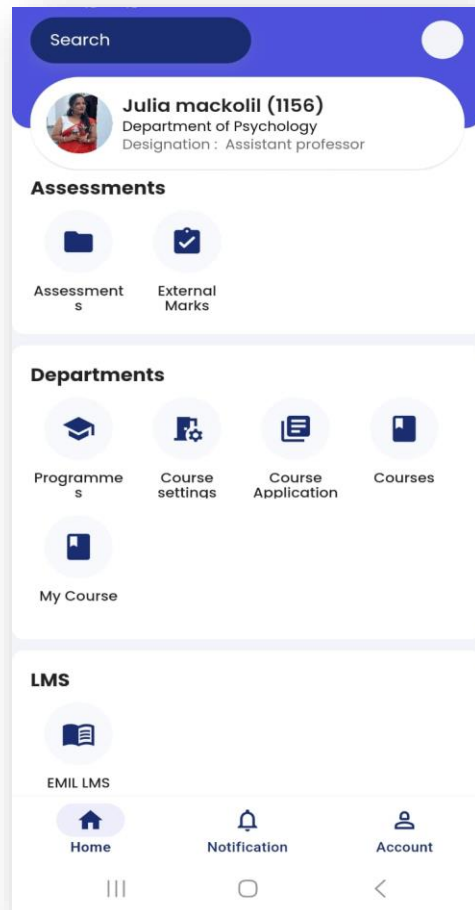 Search
Julia mackolil (1156)
Department of Psychology
Designation : Assistant professor
Assessments
Assessment
s
External
Marks
Departments
Programme
s
Course
settings
Course
Application
Courses
My Course
LMS
EMIL LMS
Home
Notification
Account